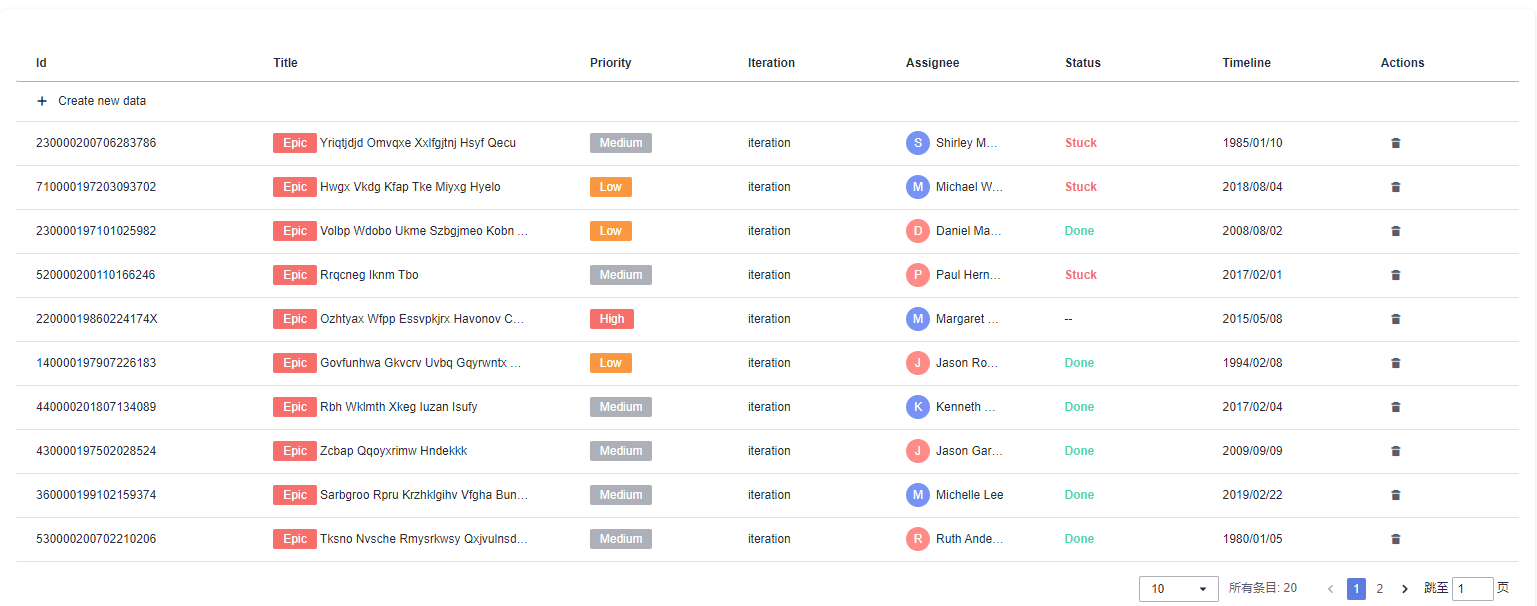 Id Title Priority Iteration Assignee Status Timeline Actions
+ Create new data
230000200706283786 Epic Yriqtjdjd Omvqxe Xxlfgjtnj Hsyf Qecu Medium iteration S Shirley M... Stuck 1985/01/10
710000197203093702 Epic Hwgx Vkdg Kfap Tke Miyxg Hyelo Low iteration M Michael W... Stuck 2018/08/04
230000197101025982 Epic Volbp Wdobo Ukme Szbgjmeo Kobn ... Low iteration D Daniel Ma... Done 2008/08/02
520000200110166246 Epic Rrqcneg Iknm Tbo Medium iteration P Paul Hern... Stuck 2017/02/01
22000019860224174X Epic Ozhtyax Wfpp Essvpkjrx Havonov C... High iteration M Margaret ... -- 2015/05/08
140000197907226183 Epic Govfunhwa Gkvcrv Uvbq Gqyrwntx ... Low iteration J Jason Ro... Done 1994/02/08
440000201807134089 Epic Rbh Wklmth Xkeg Iuzan Isufy Medium iteration K Kenneth ... Done 2017/02/04
430000197502028524 Epic Zcbap Qqoyxrimw Hndekkk Medium iteration J Jason Gar... Done 2009/09/09
360000199102159374 Epic Sarbgroo Rpru Krzhklgihv Vfgha Bun... Medium iteration M Michelle Lee Done 2019/02/22
530000200702210206 Epic Tksno Nvsche Rmysrkwsy Qxjvulnsd... Medium iteration R Ruth Ande... Done 1980/01/05
10 所有条目: 20 1 2 跳至 1 页